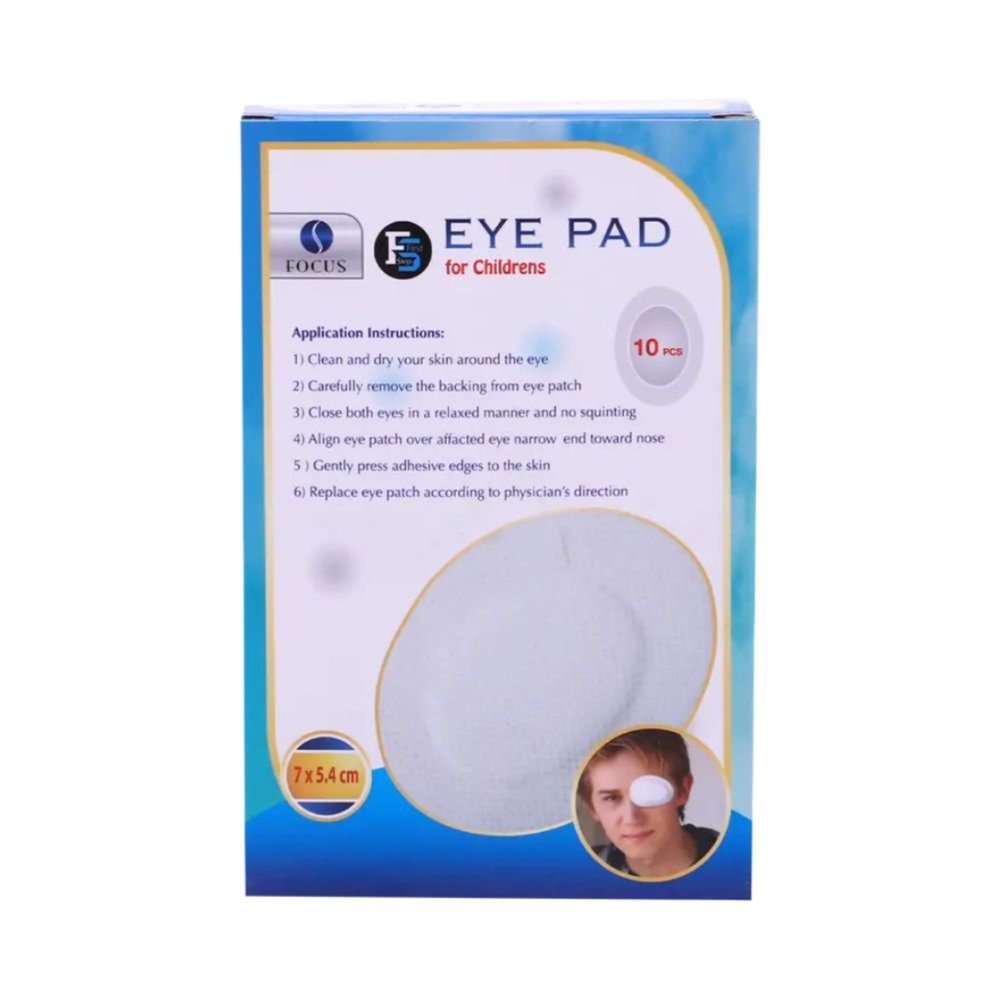 FOCUS
FS First Step
EYE PAD
for Childrens
Application Instructions:
10 PCS
1) Clean and dry your skin around the eye
2) Carefully remove the backing from eye patch
3) Close both eyes in a relaxed manner and no squinting
4) Align eye patch over affacted eye narrow end toward nose
5 ) Gently press adhesive edges to the skin
6) Replace eye patch according to physician's direction
7 x 5.4 cm